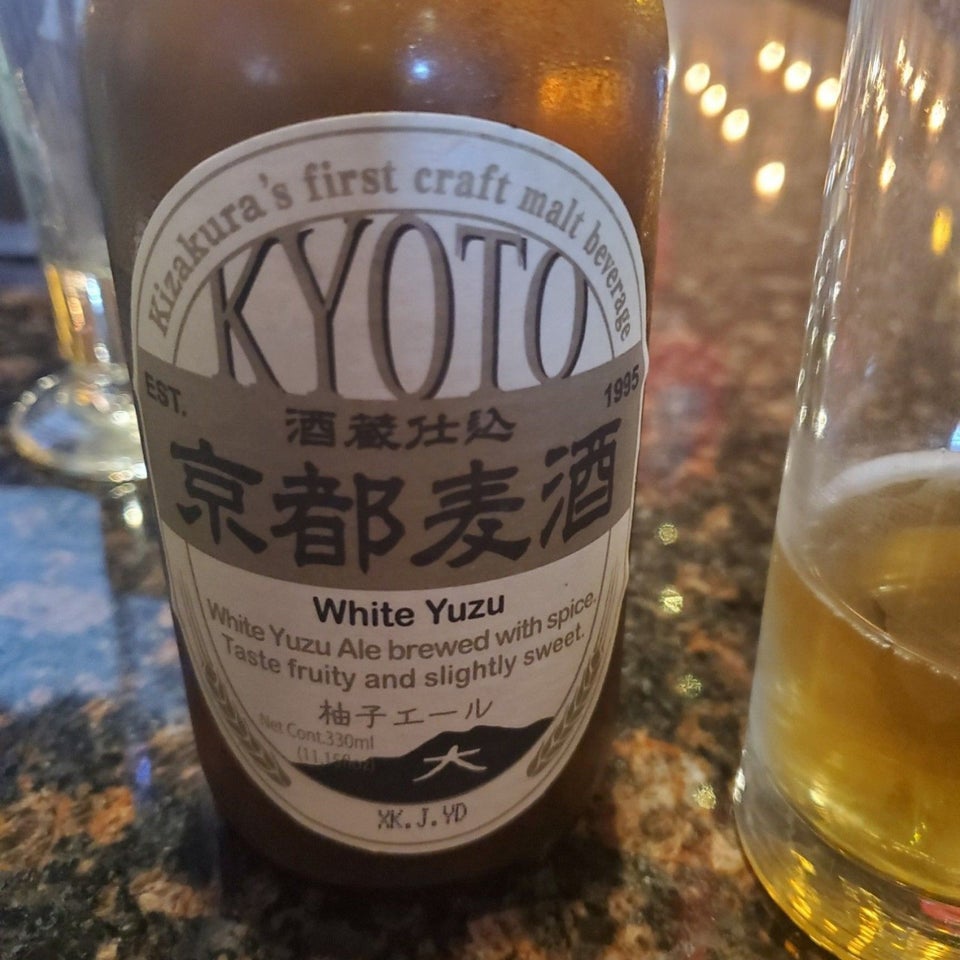 Kizakura's first craft malt beverage
KYOTO
EST. 1995
酒蔵仕込
京都麦酒
White Yuzu
White Yuzu Ale brewed with spice.
Taste fruity and slightly sweet.
柚子エール
Net Cont.330ml
大
XK.J.YD